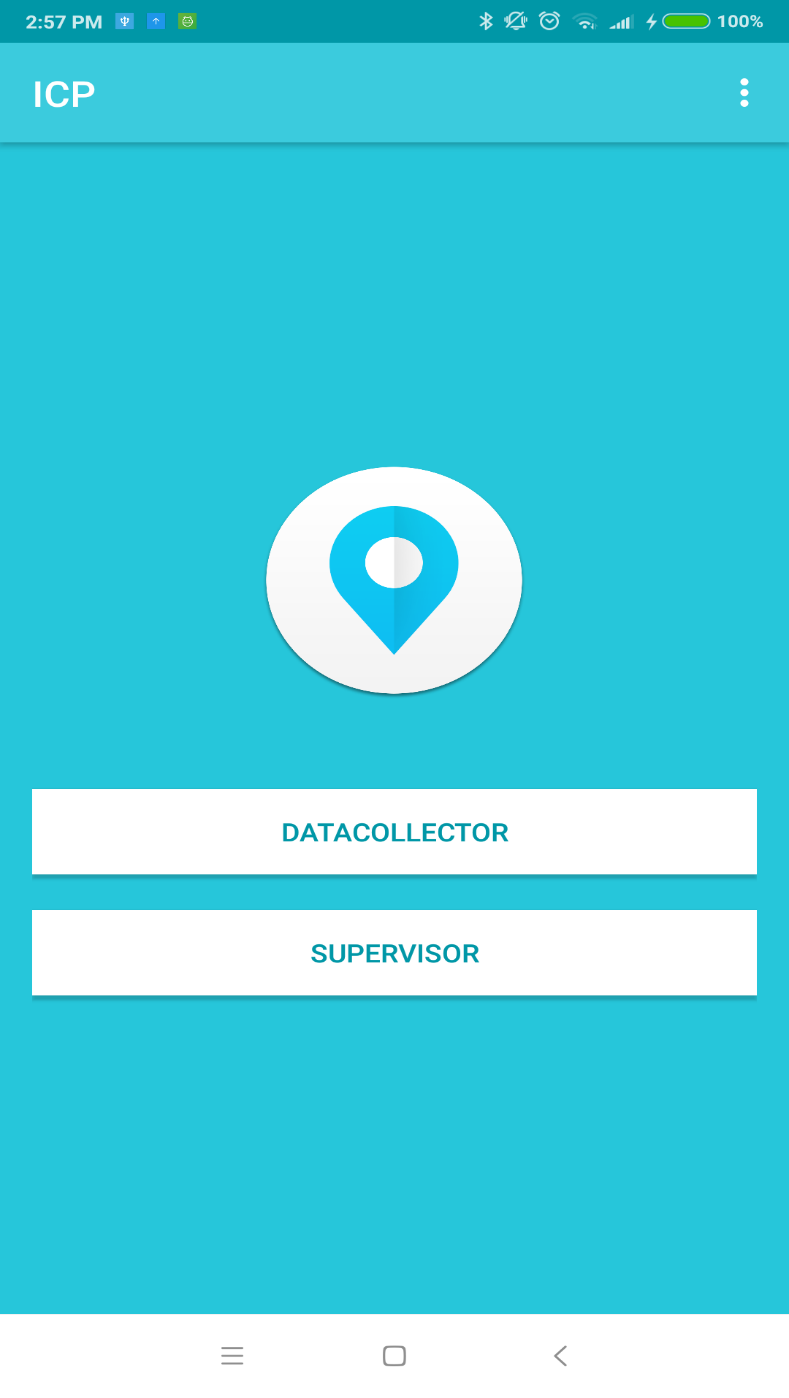 2:57 PM 100%
ICP
DATACOLLECTOR
SUPERVISOR